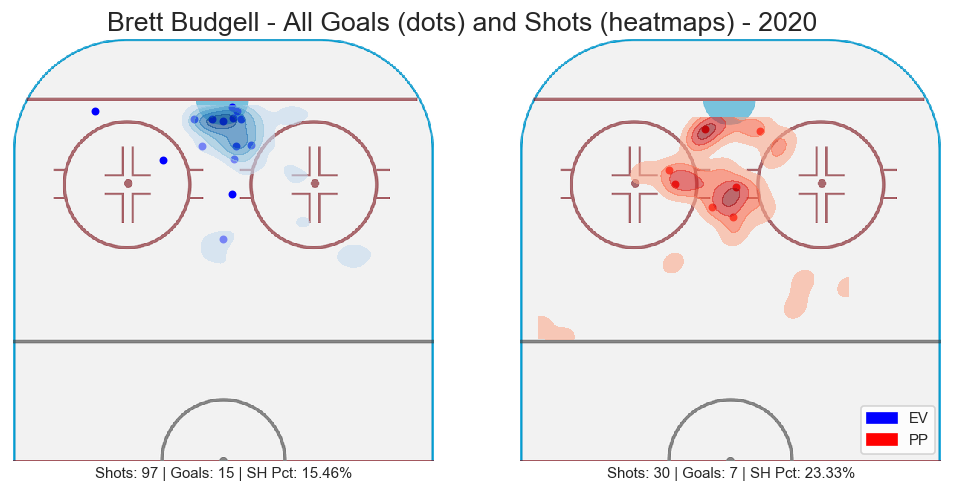 Brett Budgell - All Goals (dots) and Shots (heatmaps) - 2020
EV
PP
Shots: 97 | Goals: 15 | SH Pct: 15.46%
Shots: 30 | Goals: 7 | SH Pct: 23.33%